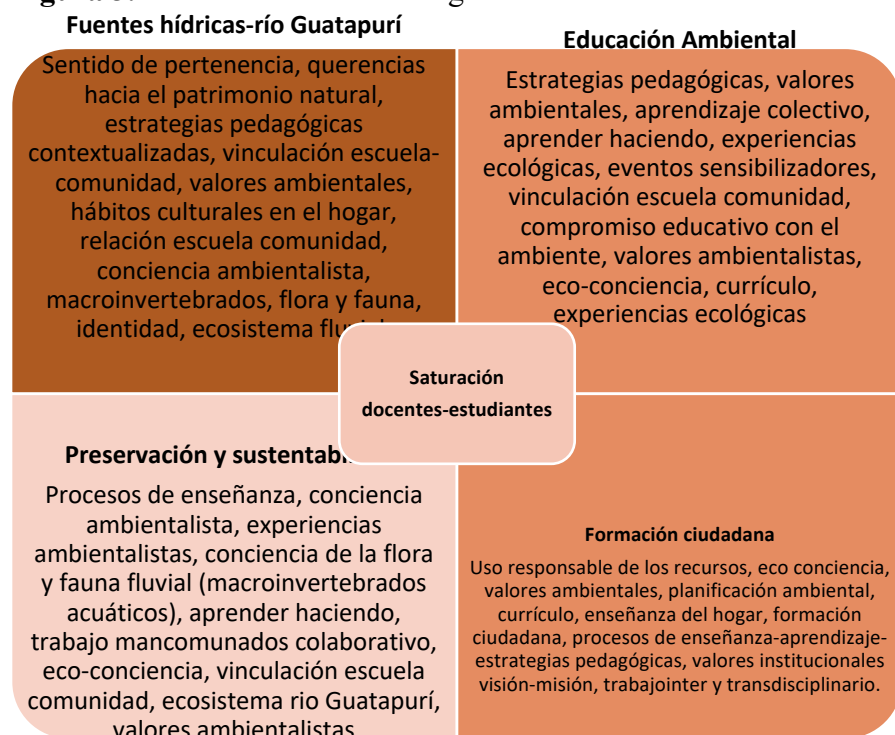 Fuentes hídricas-río Guatapurí
Sentido de pertenencia, querencias
hacia el patrimonio natural,
estrategias pedagógicas
contextualizadas, vinculación escuela-
comunidad, valores ambientales,
hábitos culturales en el hogar,
relación escuela comunidad,
conciencia ambientalista,
macroinvertebrados, flora y fauna,
identidad, ecosistema
Educación Ambiental
Estrategias pedagógicas, valores
ambientales, aprendizaje colectivo,
aprender haciendo, experiencias
ecológicas, eventos sensibilizadores,
vinculación escuela comunidad,
compromiso educativo con el
ambiente, valores ambientalistas,
eco-conciencia, currículo,
experiencias ecológicas
Saturación
docentes-estudiantes
Preservación y
Procesos de enseñanza, conciencia
ambientalista, experiencias
ambientalistas, conciencia de la flora
y fauna fluvial (macroinvertebrados
acuáticos), aprender haciendo,
trabajo mancomunados colaborativo,
eco-conciencia, vinculación escuela
comunidad, ecosistema rio Guatapurí,
valores ambientalistas
Formación ciudadana
Uso responsable de los recursos, eco conciencia,
valores ambientales, planificación ambiental,
currículo, enseñanza del hogar, formación
ciudadana, procesos de enseñanza-aprendizaje-
estrategias pedagógicas, valores institucionales
visión-misión, trabajointer y transdisciplinario.